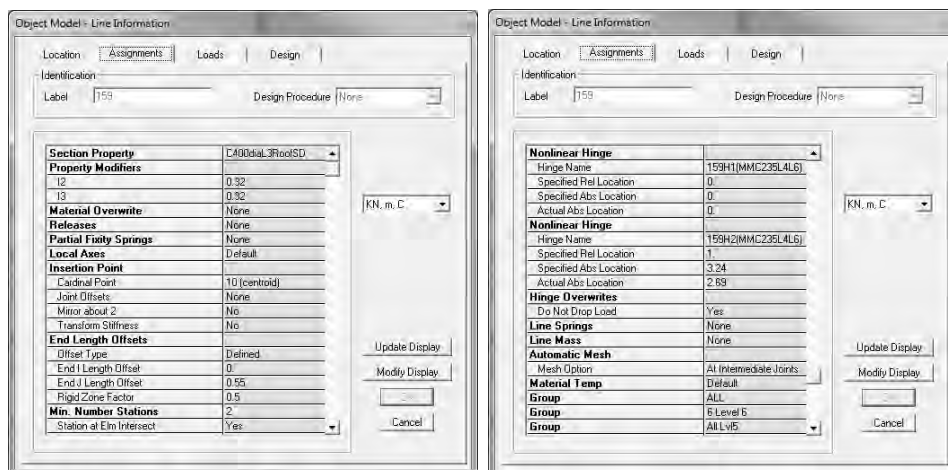 Object Model - Line Information
Location Assignments Loads Design
Identification
Label 159 Design Procedure None
Section Property C400diaL3RoofSD
Property Modifiers
I2 0.32
I3 0.32
Material Overwrite None
Releases None
Partial Fixity Springs None
Local Axes Default
Insertion Point
Cardinal Point 10 (centroid)
Joint Offsets None
Mirror about 2 No
Transform Stiffness No
End Length Offsets
Offset Type Defined
End I Length Offset 0.
End J Length Offset 0.55
Rigid Zone Factor 0.5
Min. Number Stations 2
Station at Elm Intersect Yes
KN, m, C
Update Display
Modify Display
Cancel
Object Model - Line Information
Location Assignments Loads Design
Identification
Label 159 Design Procedure None
Nonlinear Hinge
Hinge Name 159H1(MMC235L4L6)
Specified Rel Location 0.
Specified Abs Location 0.
Actual Abs Location 0.
Nonlinear Hinge
Hinge Name 159H2(MMC235L4L6)
Specified Rel Location 1.
Specified Abs Location 3.24
Actual Abs Location 2.69
Hinge Overwrites
Do Not Drop Load Yes
Line Springs None
Line Mass None
Automatic Mesh
Mesh Option At Intermediate Joints
Material Temp Default
Group ALL
Group 6 Level 6
Group All Lvl5
KN, m, C
Update Display
Modify Display
Cancel